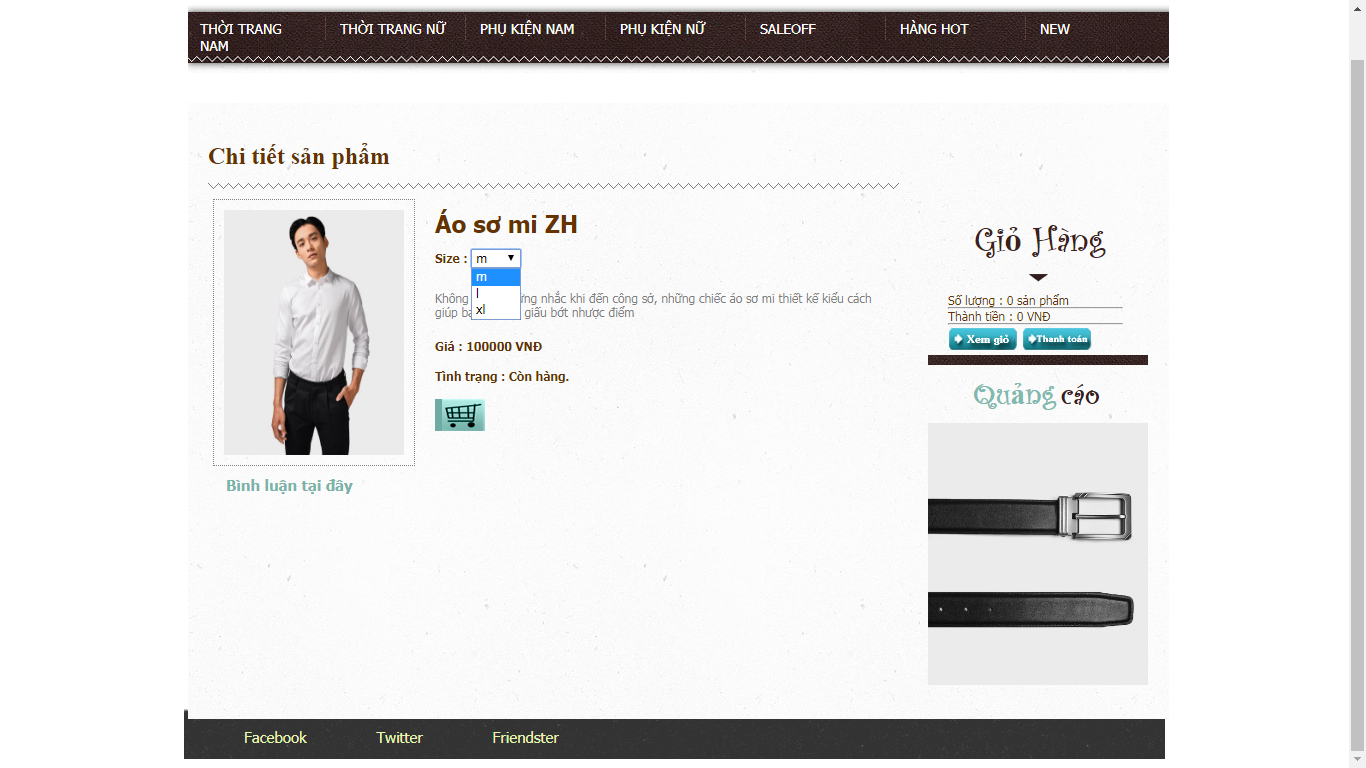 THỜI TRANG NAM
THỜI TRANG NỮ
PHỤ KIỆN NAM
PHỤ KIỆN NỮ
SALEOFF
HÀNG HOT
NEW
Chi tiết sản phẩm
Áo sơ mi ZH
Size : m
m
l
xl
Không nhắc khi đến công sở, những chiếc áo sơ mi thiết kế kiểu cách
giúp giấu bớt nhược điểm
Giá : 100000 VNĐ
Tình trạng : Còn hàng.
Bình luận tại đây
Giỏ Hàng
Số lượng : 0 sản phẩm
Thành tiền : 0 VNĐ
Xem giỏ Thanh toán
Quảng cáo
Facebook Twitter Friendster